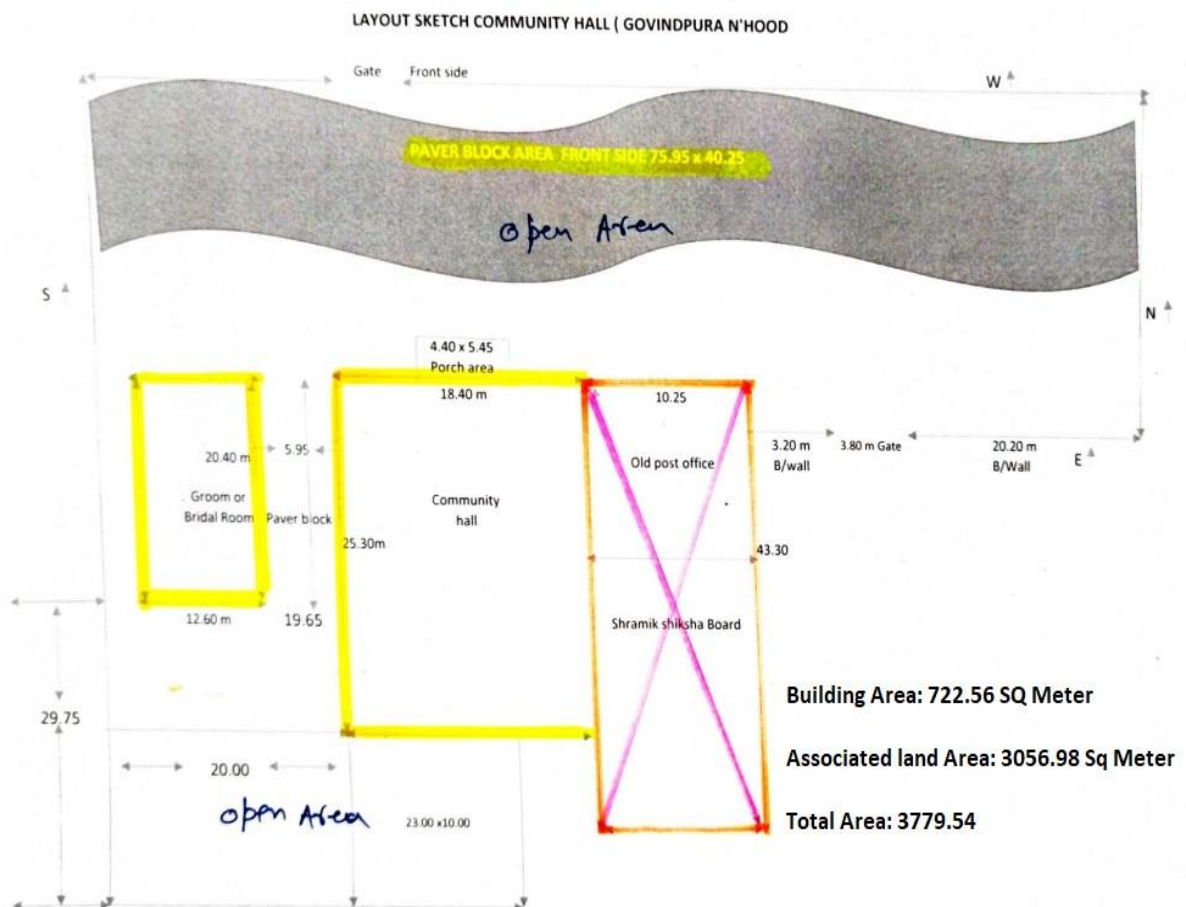 LAYOUT SKETCH COMMUNITY HALL ( GOVINDPURA N'HOOD
Gate Front side
W
PAVER BLOCK AREA FRONT SIDE 75.95 x 40.25
open Area
S
N
4.40 x 5.45
Porch area
18.40 m
10.25
20.40 m
5.95
Old post office
3.20 m
B/wall
3.80 m Gate
20.20 m
B/Wall
E
Groom or
Bridal Room
Paver block
Community
hall
25.30m
43.30
12.60 m
19.65
Shramik shiksha Board
Building Area: 722.56 SQ Meter
29.75
Associated land Area: 3056.98 Sq Meter
20.00
open Area
23.00 x10.00
Total Area: 3779.54